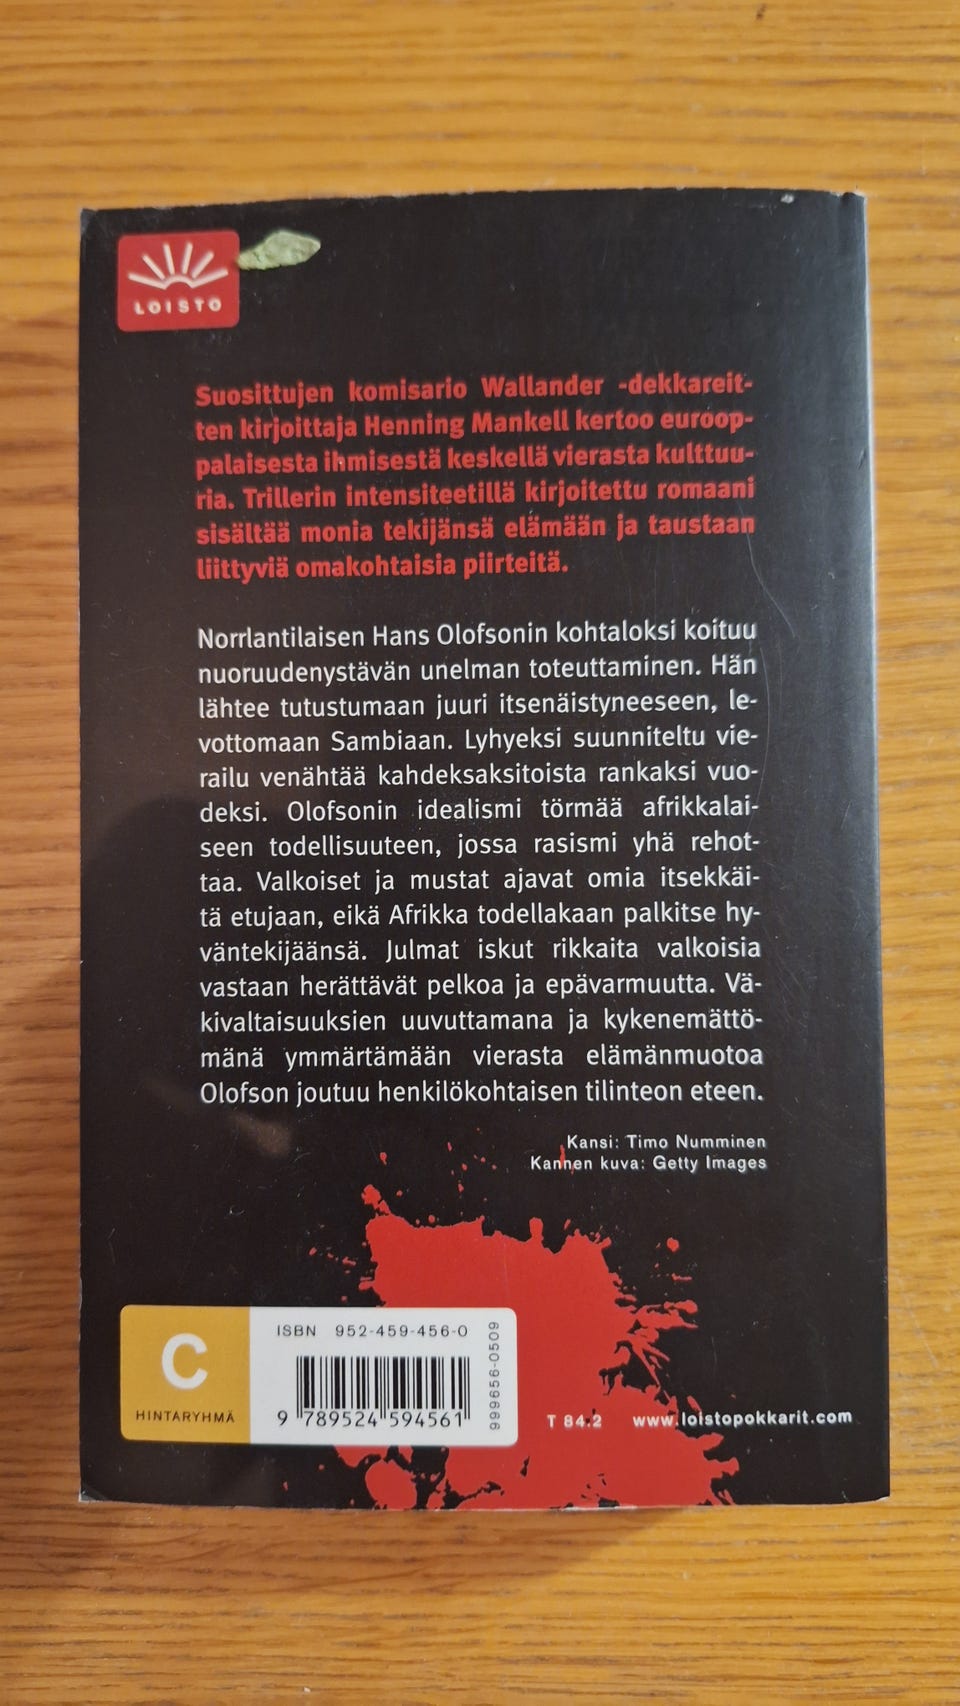 LOISTO
Suosittujen komisario Wallander -dekkareit-
ten kirjoittaja Henning Mankell kertoo euroop-
palaisesta ihmisestä keskellä vierasta kulttuu-
ria. Trillerin intensiteetillä kirjoitettu romaani
sisältää monia tekijänsä elämään ja taustaan
liittyviä omakohtaisia piirteitä.
Norrlantilaisen Hans Olofsonin kohtaloksi koituu
nuoruudenystävän unelman toteuttaminen. Hän
lähtee tutustumaan juuri itsenäistyneeseen, le-
vottomaan Sambiaan. Lyhyeksi suunniteltu vie-
railu venähtää kahdeksaksitoista rankaksi vuo-
deksi. Olofsonin idealismi törmää afrikkalai-
seen todellisuuteen, jossa rasismi yhä rehot-
taa. Valkoiset ja mustat ajavat omia itsekkäi-
tä etujaan, eikä Afrikka todellakaan palkitse hy-
väntekijäänsä. Julmat iskut rikkaita valkoisia
vastaan herättävät pelkoa ja epävarmuutta. Vä-
kivaltaisuuksien uuvuttamana ja kykenemättö-
mänä ymmärtämään vierasta elämänmuotoa
Olofson joutuu henkilökohtaisen tilinteon eteen.
Kansi: Timo Numminen
Kannen kuva: Getty Images
C
HINTARYHMÄ
ISBN 952-459-456-0
9 789524 594561
999656-0509
T 84.2 www.loistopokkarit.com